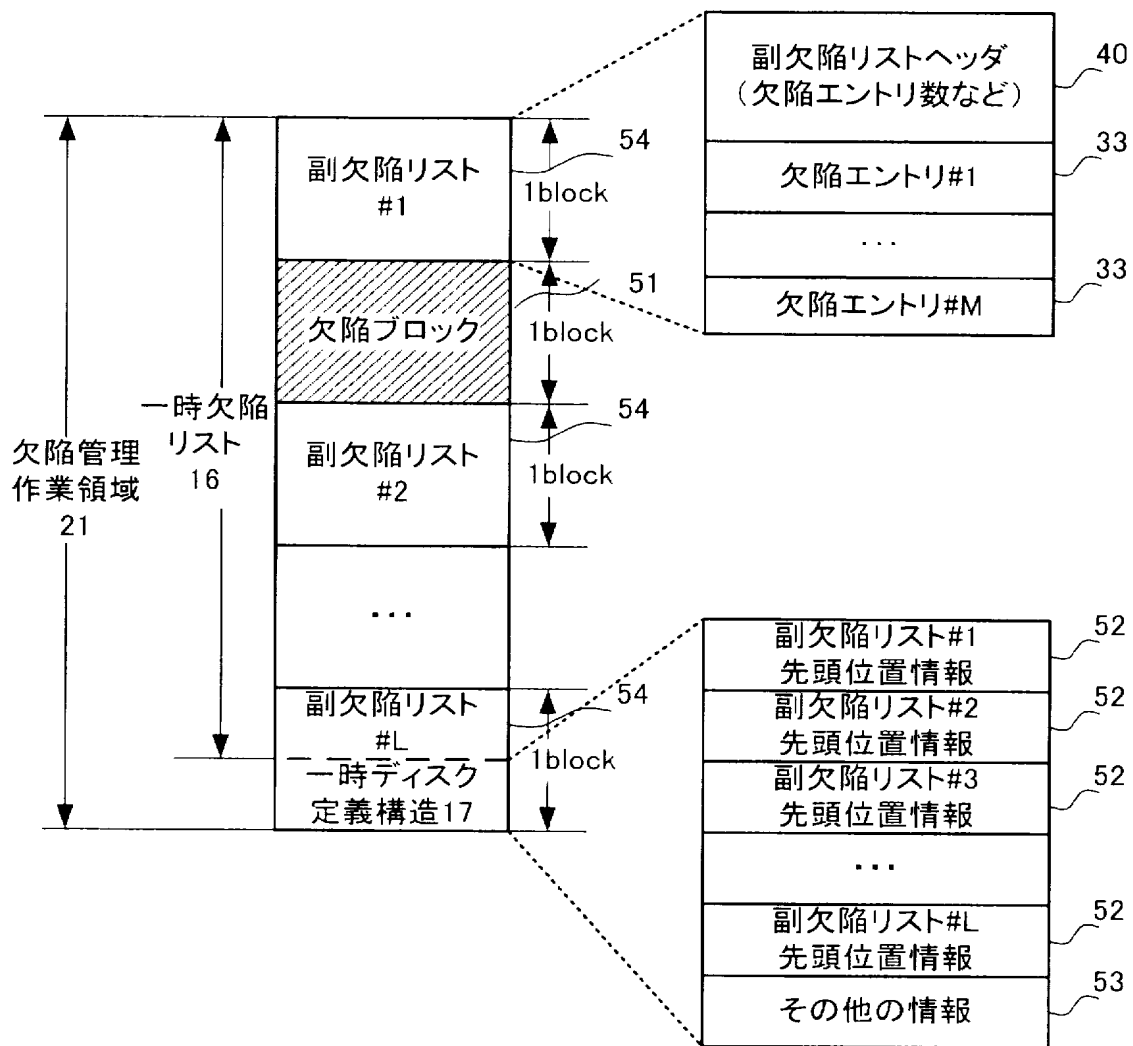 副欠陥リストヘッダ
（欠陥エントリ数など）
40
33
欠陥エントリ#1
...
33
欠陥エントリ#M
54
副欠陥リスト
#1
1block
51
欠陥ブロック
1block
54
副欠陥リスト
#2
1block
一時欠陥
リスト
16
欠陥管理
作業領域
21
...
54
副欠陥リスト
#L
1block
一時ディスク
定義構造17
副欠陥リスト#1
先頭位置情報
52
副欠陥リスト#2
先頭位置情報
52
副欠陥リスト#3
先頭位置情報
52
...
副欠陥リスト#L
先頭位置情報
52
その他の情報
53